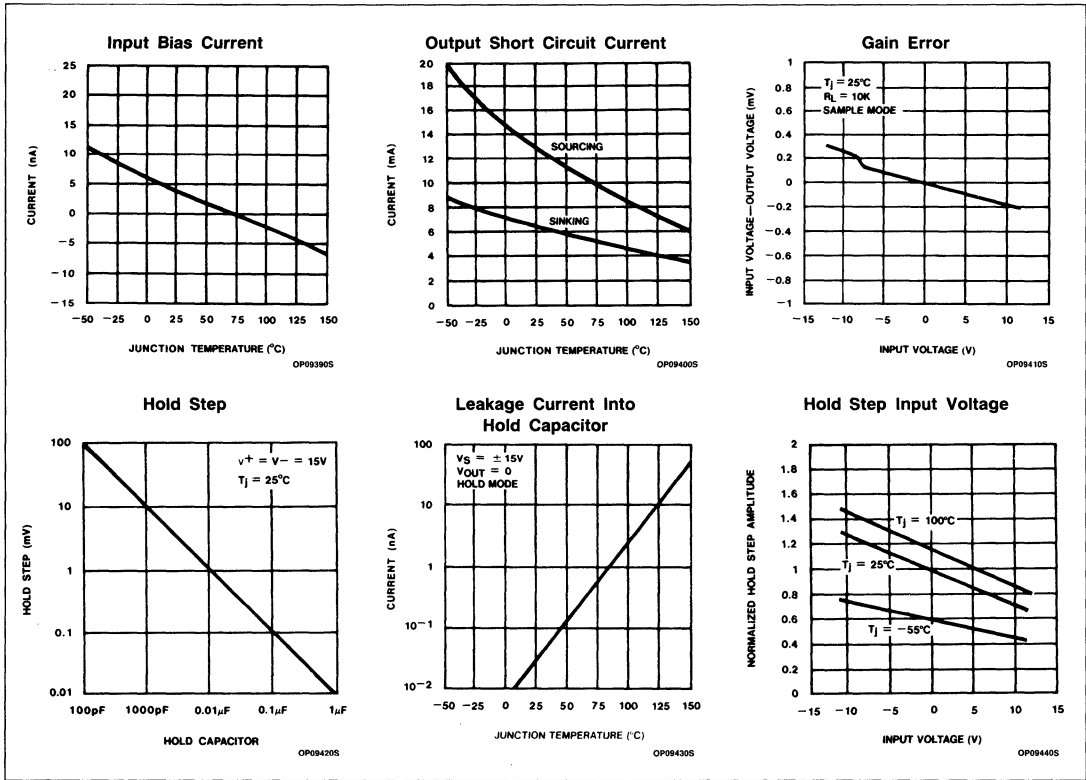 Input Bias Current
25
20
15
10
5
0
−5
−10
−15
CURRENT (nA)
−50 −25 0 25 50 75 100 125 150
JUNCTION TEMPERATURE (°C)
OP09390S
Output Short Circuit Current
20
18
16
14
12
10
8
6
4
2
0
CURRENT (mA)
SOURCING
SINKING
−50 −25 0 25 50 75 100 125 150
JUNCTION TEMPERATURE (°C)
OP09400S
Gain Error
1
0.8
0.6
0.4
0.2
0
−0.2
−0.4
−0.6
−0.8
−1
INPUT VOLTAGE—OUTPUT VOLTAGE (mV)
Tj = 25°C
RL = 10K
SAMPLE MODE
−15 −10 −5 0 5 10 15
INPUT VOLTAGE (V)
OP09410S
Hold Step
100
10
1
0.1
0.01
HOLD STEP (mV)
V+ = V− = 15V
Tj = 25°C
100pF 1000pF 0.01μF 0.1μF 1μF
HOLD CAPACITOR
OP09420S
Leakage Current Into
Hold Capacitor
100
10
1
10−1
10−2
CURRENT (nA)
VS = ±15V
VOUT = 0
HOLD MODE
−50 −25 0 25 50 75 100 125 150
JUNCTION TEMPERATURE (°C)
OP09430S
Hold Step Input Voltage
2
1.8
1.6
1.4
1.2
1
0.8
0.6
0.4
0.2
0
NORMALIZED HOLD STEP AMPLITUDE
Tj = 100°C
Tj = 25°C
Tj = −55°C
−15 −10 −5 0 5 10 15
INPUT VOLTAGE (V)
OP09440S